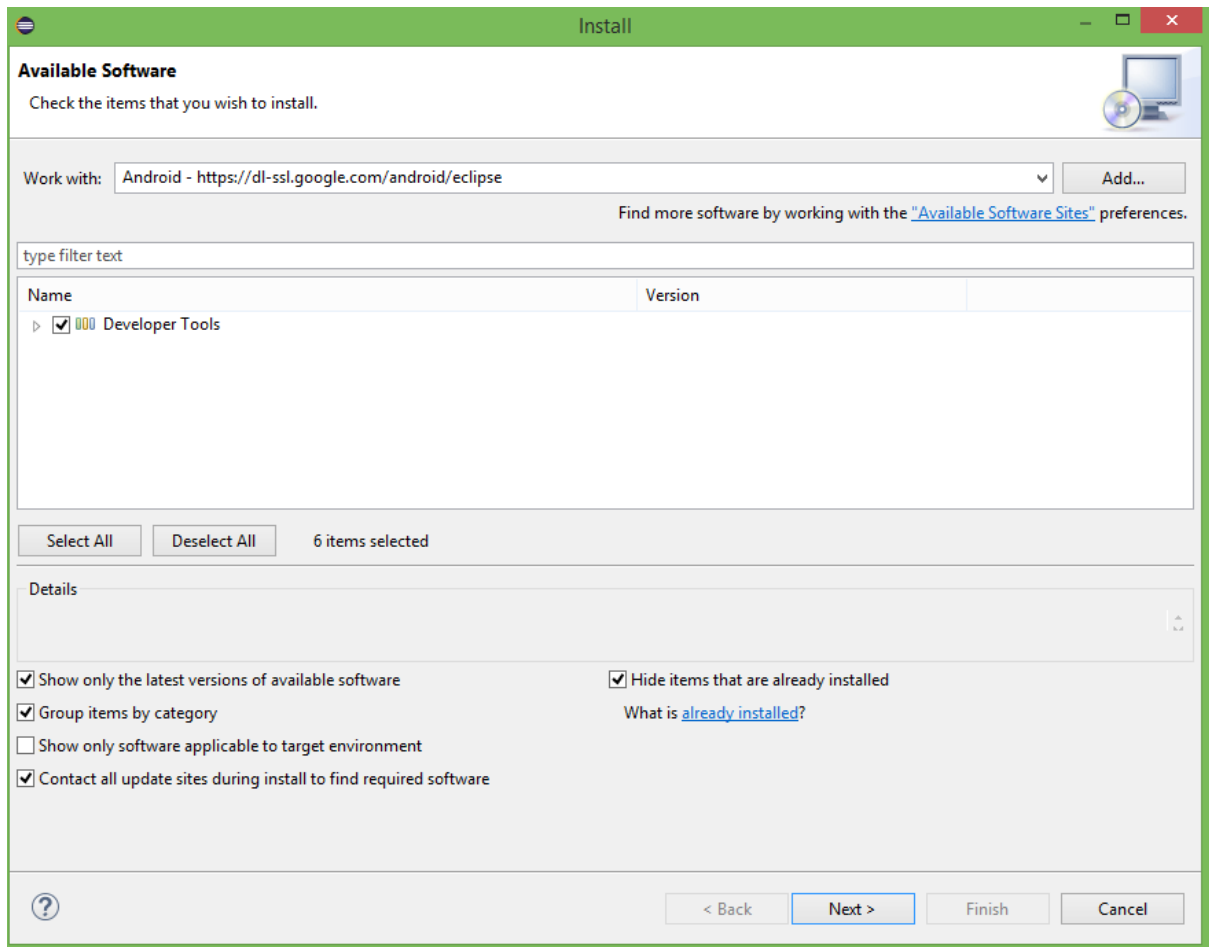 Install
Available Software
Check the items that you wish to install.
Work with: Android - https://dl-ssl.google.com/android/eclipse Add...
Find more software by working with the "Available Software Sites" preferences.
type filter text
Name Version
Developer Tools
Select All Deselect All 6 items selected
Details
Show only the latest versions of available software Hide items that are already installed
Group items by category What is already installed?
Show only software applicable to target environment
Contact all update sites during install to find required software
? < Back Next > Finish Cancel